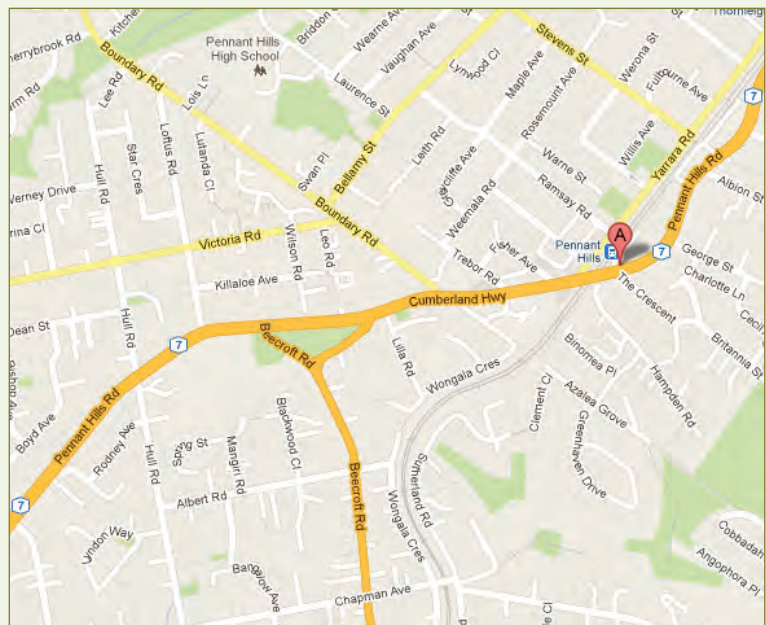 Kitchen
Briddon Cl
Wearne Ave
Vaughan Ave
Stevens St
Thornleigh
Cherrybrook Rd
Boundary Rd
Pennant Hills
High School
Lynwood Cl
Maple Ave
Werona St
Fulbourne Ave
7
Lee Rd
Lois Ln
Laurence St
Rosemount Ave
Loftus Rd
Leith Rd
Willis Ave
Yarrara Rd
Hull Rd
Star Cres
Lutanda Cl
Swan Pl
Bellamy St
Warne St
Pennant Hills Rd
Verney Drive
Weemala Rd
Ramsay Rd
Albion St
Boundary Rd
A
Victoria Rd
Wilson Rd
Leo Rd
Fisher Ave
Pennant
Hills
7
George St
Trebor Rd
Charlotte Ln
Killaloe Ave
Cumberland Hwy
The Crescent
Cecil
Dean St
Hull Rd
7
Beecroft Rd
Lilla Rd
Binomea Pl
Britannia St
Wongala Cres
Hampden Rd
Azalea Grove
Clement Cl
Boyd Ave
Pennant Hills Rd
Blackwood Cl
Greenhaven Drive
Rodney Ave
Spring St
Mangiri Rd
Hull Rd
Beecroft Rd
Sutherland Rd
7
Albert Rd
Wongala Cres
Lyndon Way
Cobbadah
Bangalow Ave
Angophora Pl
Chapman Ave